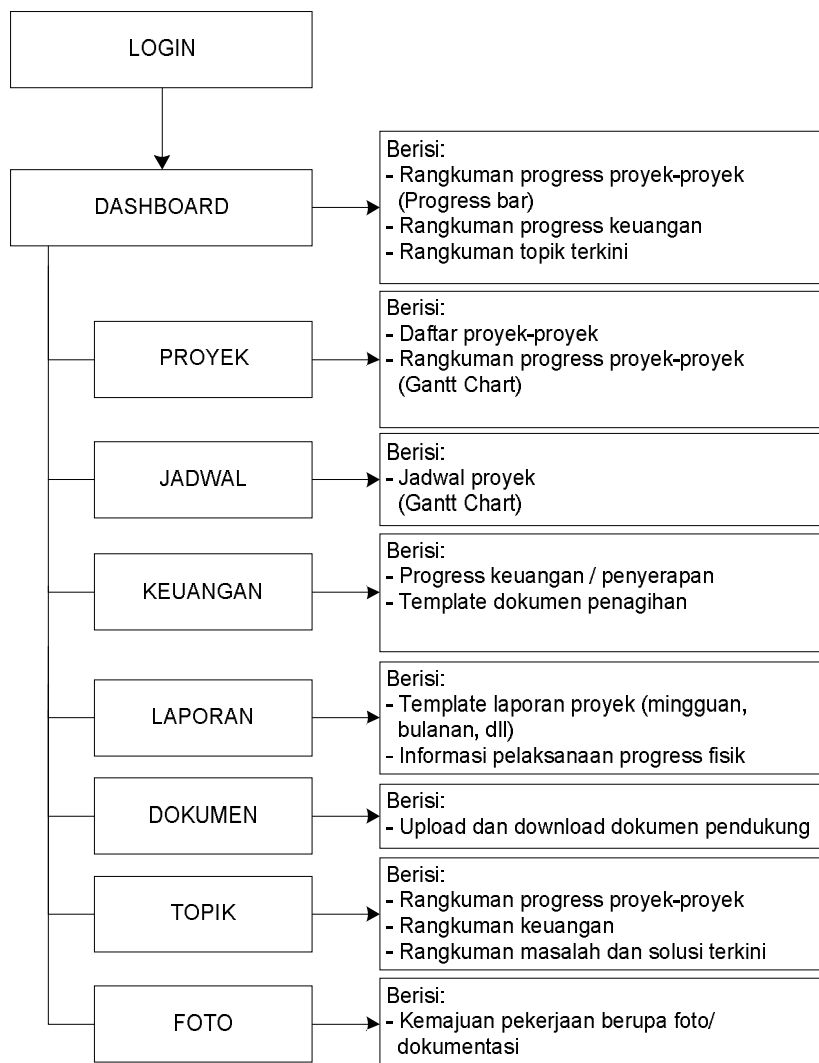 LOGIN
DASHBOARD
Berisi:
- Rangkuman progress proyek-proyek
(Progress bar)
- Rangkuman progress keuangan
- Rangkuman topik terkini
PROYEK
Berisi:
- Daftar proyek-proyek
- Rangkuman progress proyek-proyek
(Gantt Chart)
JADWAL
Berisi:
- Jadwal proyek
(Gantt Chart)
KEUANGAN
Berisi:
- Progress keuangan / penyerapan
- Template dokumen penagihan
LAPORAN
Berisi:
- Template laporan proyek (mingguan,
bulanan, dll)
- Informasi pelaksanaan progress fisik
DOKUMEN
Berisi:
- Upload dan download dokumen pendukung
TOPIK
Berisi:
- Rangkuman progress proyek-proyek
- Rangkuman keuangan
- Rangkuman masalah dan solusi terkini
FOTO
Berisi:
- Kemajuan pekerjaan berupa foto/
dokumentasi